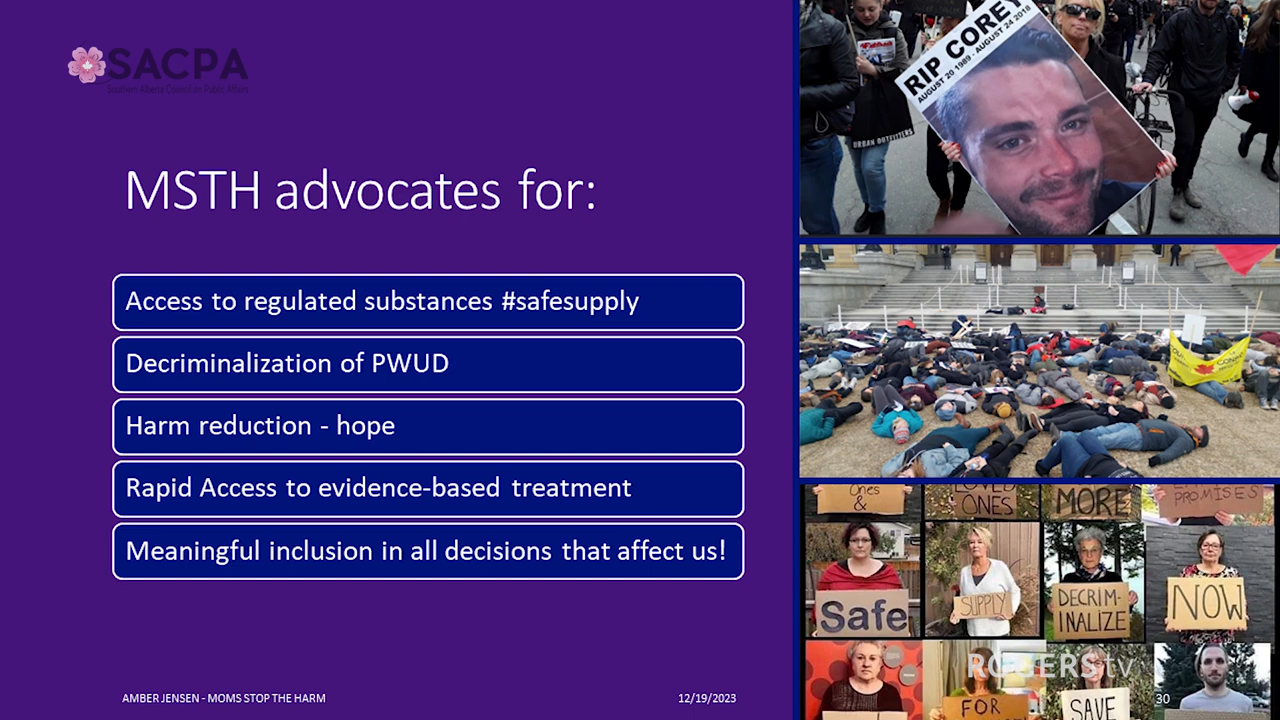 SACPA
Southern Alberta Council on Public Affairs
MSTH advocates for:
Access to regulated substances #safesupply
Decriminalization of PWUD
Harm reduction - hope
Rapid Access to evidence-based treatment
Meaningful inclusion in all decisions that affect us!
AMBER JENSEN - MOMS STOP THE HARM
12/19/2023
RIP COREY
AUGUST 20 1989 - AUGUST 24 2018
URBAN OUTFITTERS
ones
&
LOVED
ONES
MORE
PROMISES
Safe
SUPPLY
DECRIM-
INALIZE
NOW
FOR
SAVE
ROGERS tv
30